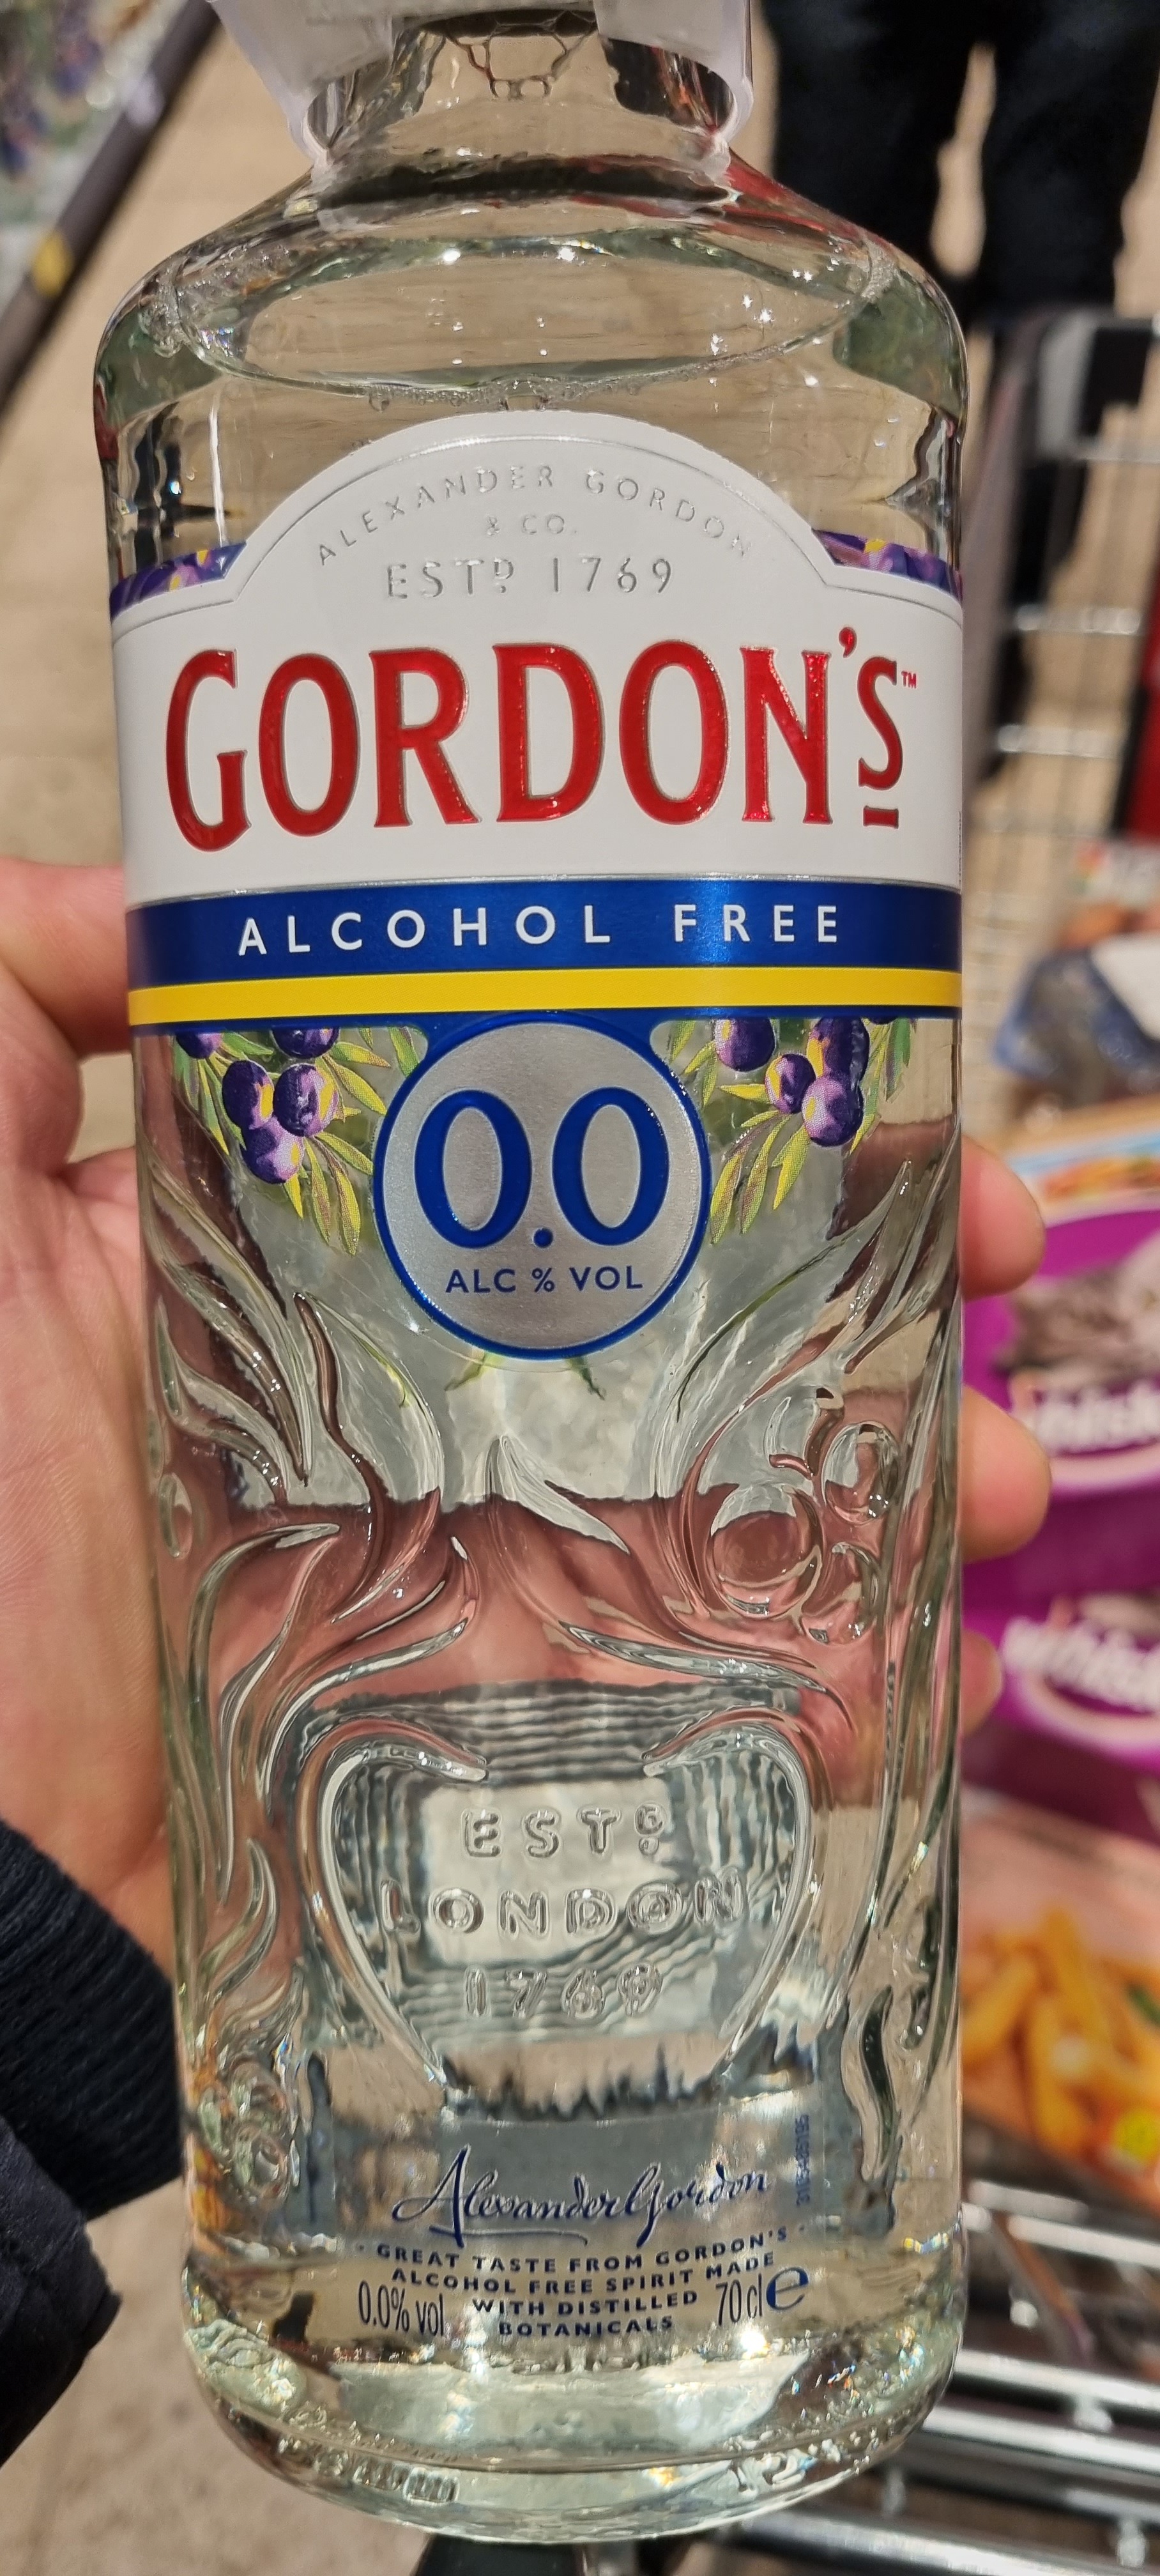 ALEXANDER GORDON
& CO.
ESTD 1769
GORDON'S™
ALCOHOL FREE
0.0
ALC % VOL
ESTD
LONDON
1769
Alexander Gordon
· GREAT TASTE FROM GORDON'S ·
ALCOHOL FREE SPIRIT MADE
WITH DISTILLED
BOTANICALS
0.0% vol
70cl e